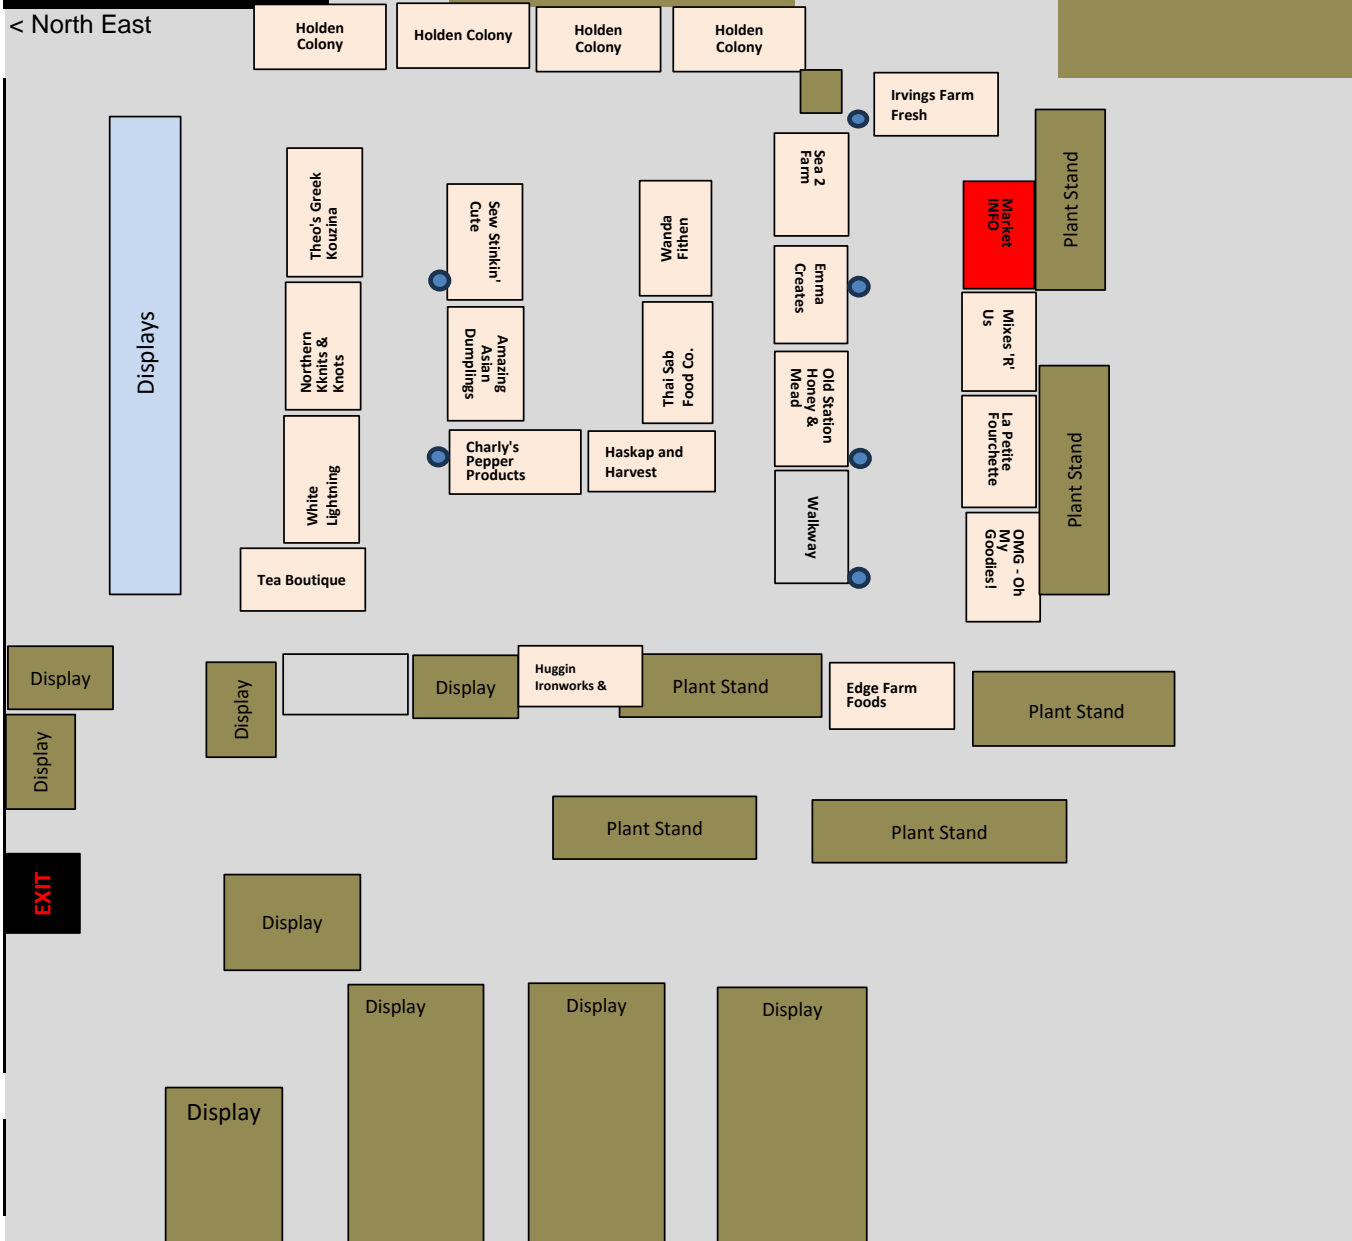 < North East
Holden
Colony
Holden Colony
Holden
Colony
Holden
Colony
Irvings Farm
Fresh
Displays
Theo's Greek
Kouzina
Sew Stinkin'
Cute
Wanda
Fithen
Sea 2
Farm
Market
INFO
Plant Stand
Northern
Kknits &
Knots
Amazing
Asian
Dumplings
Thai Sab
Food Co.
Emma
Creates
Mixes 'R'
Us
White
Lightning
Charly's
Pepper
Products
Haskap and
Harvest
Old Station
Honey &
Mead
La Petite
Fourchette
Plant Stand
Tea Boutique
Walkway
OMG - Oh
My
Goodies!
Display
Display
Display
Display
Huggin
Ironworks &
Plant Stand
Edge Farm
Foods
Plant Stand
Plant Stand
Plant Stand
EXIT
Display
Display
Display
Display
Display